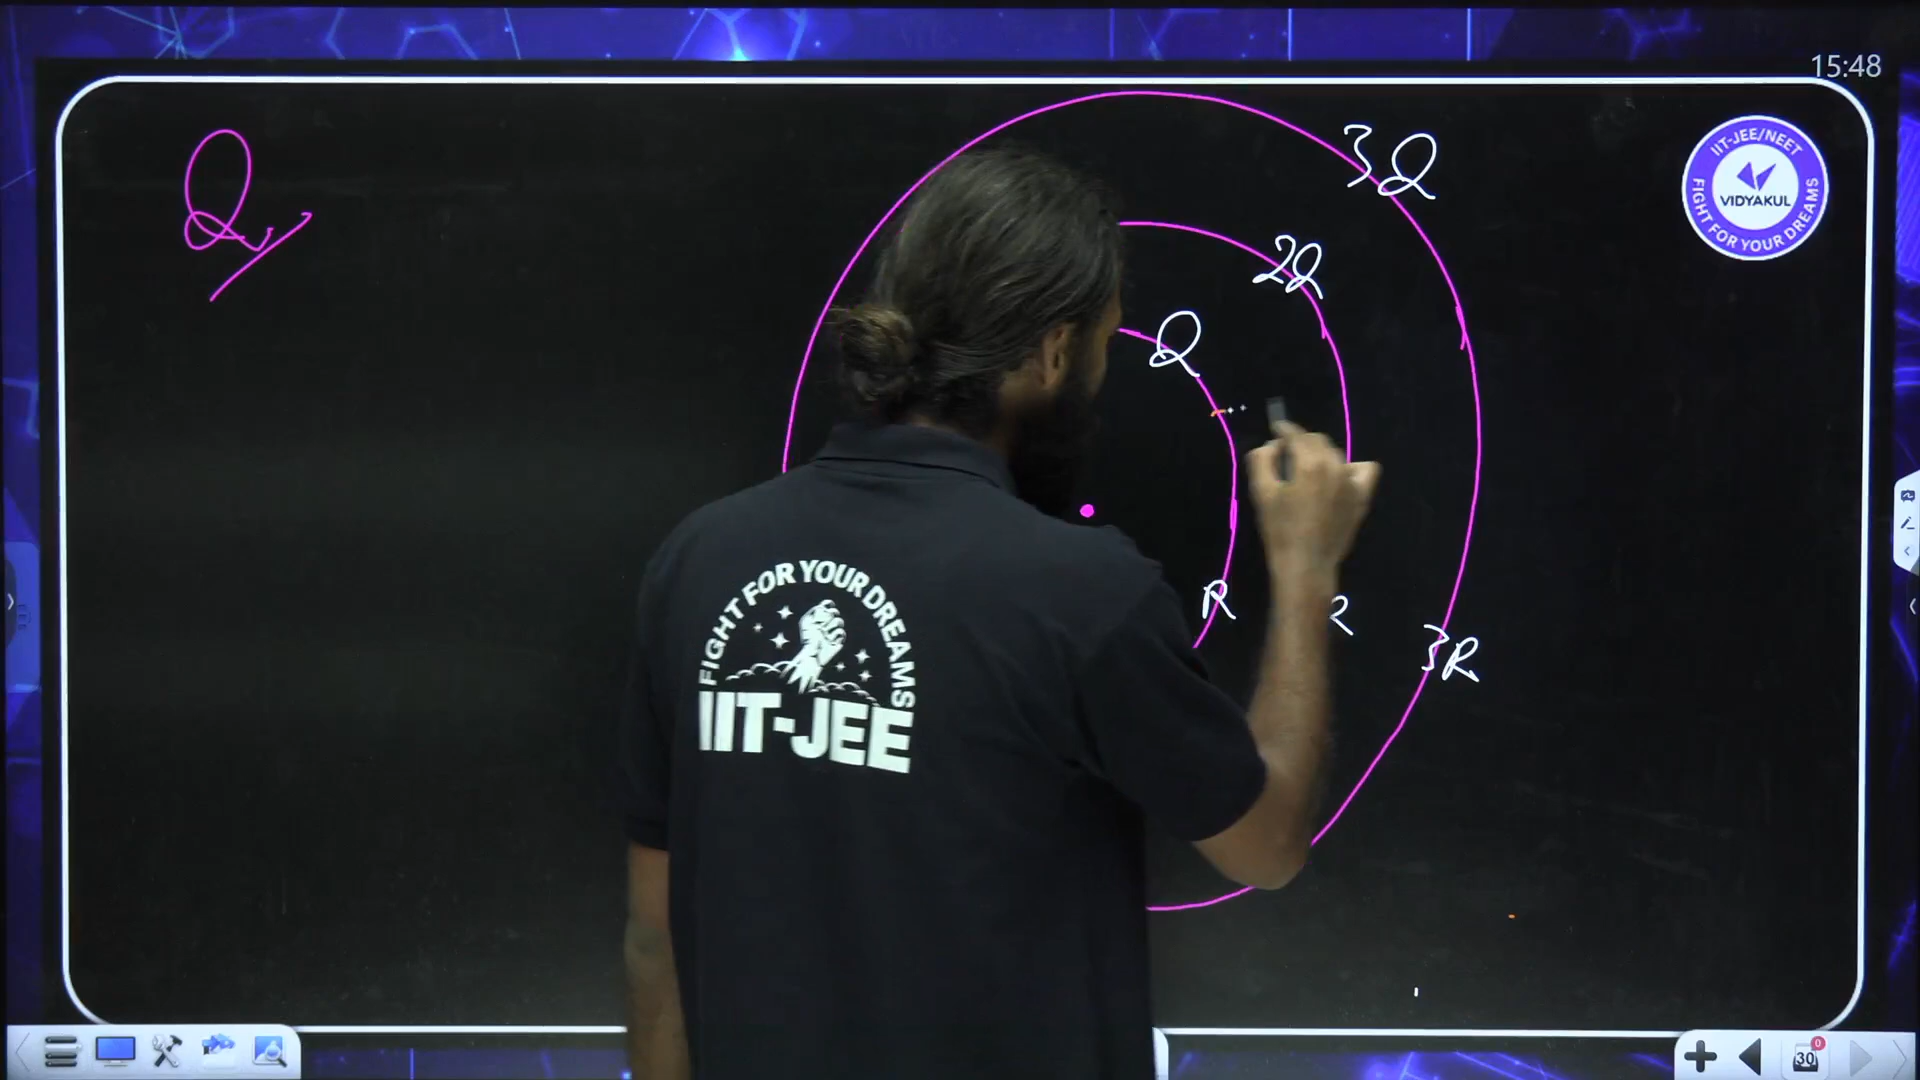 15:48
Q
3Q
2Q
Q
R
R
3R
IIT-JEE/NEET
VIDYAKUL
FIGHT FOR YOUR DREAMS
FIGHT FOR YOUR DREAMS
IIT-JEE
30
0